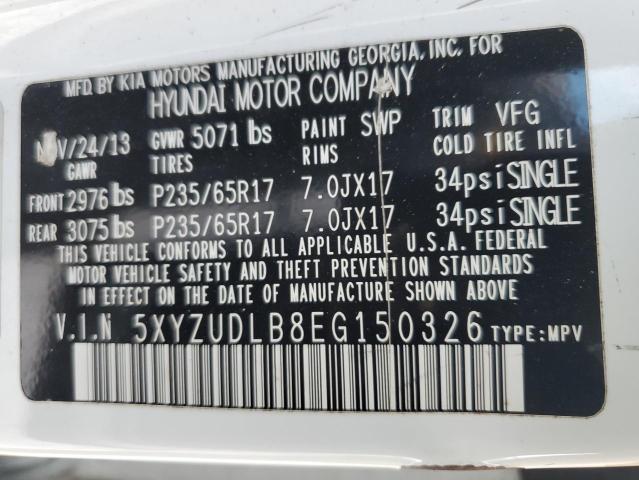 MFD. BY KIA MOTORS MANUFACTURING GEORGIA, INC. FOR
HYUNDAI MOTOR COMPANY
NOV/24/13 GVWR 5071 lbs PAINT SWP TRIM VFG
GAWR TIRES RIMS COLD TIRE INFL
FRONT 2976 lbs P235/65R17 7.0JX17 34psi SINGLE
REAR 3075 lbs P235/65R17 7.0JX17 34psi SINGLE
THIS VEHICLE CONFORMS TO ALL APPLICABLE U.S.A. FEDERAL
MOTOR VEHICLE SAFETY AND THEFT PREVENTION STANDARDS
IN EFFECT ON THE DATE OF MANUFACTURE SHOWN ABOVE
V.I.N 5XYZUDLB8EG150326 TYPE:MPV